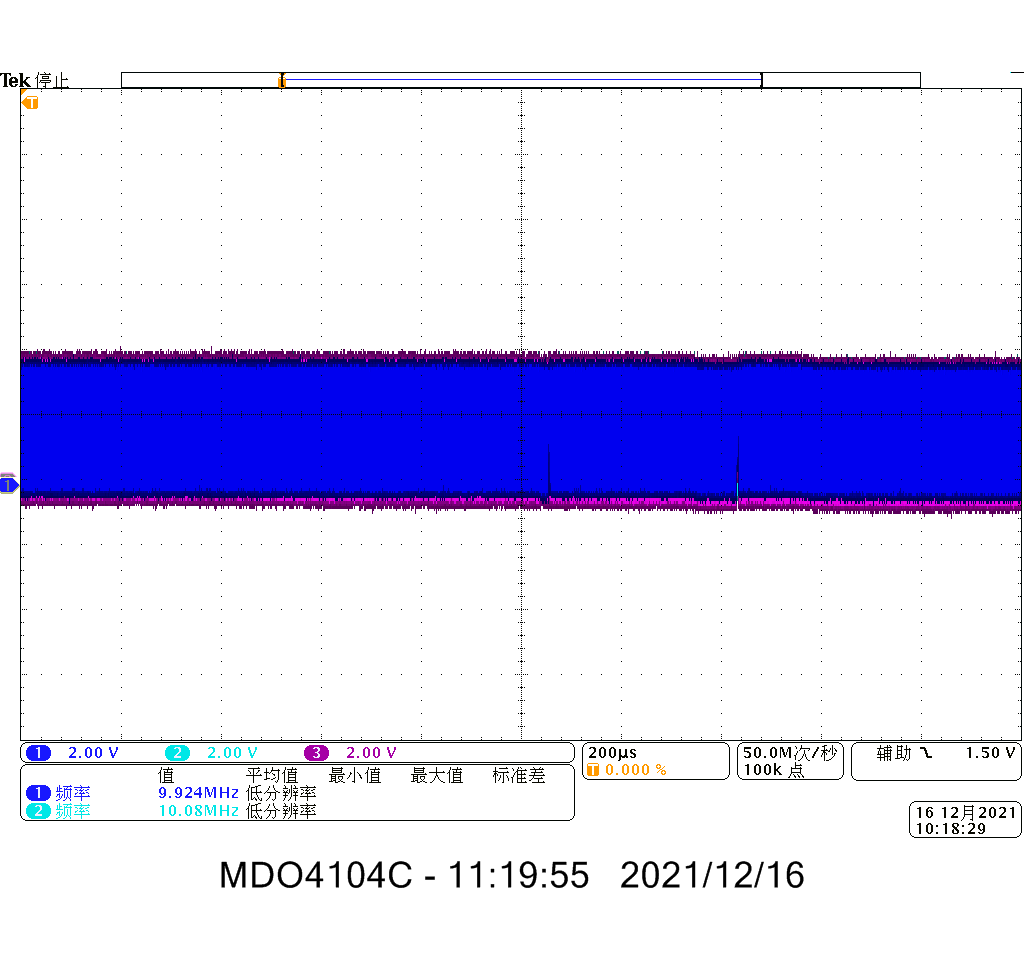 Tek 停止
T
1
1 2.00 V 2 2.00 V 3 2.00 V
200µs
T 0.000 %
50.0M次/秒
100k 点
辅助 1.50 V
值 平均值 最小值 最大值 标准差
1 频率 9.924MHz 低分辨率
2 频率 10.08MHz 低分辨率
16 12月 2021
10:18:29
MDO4104C - 11:19:55 2021/12/16